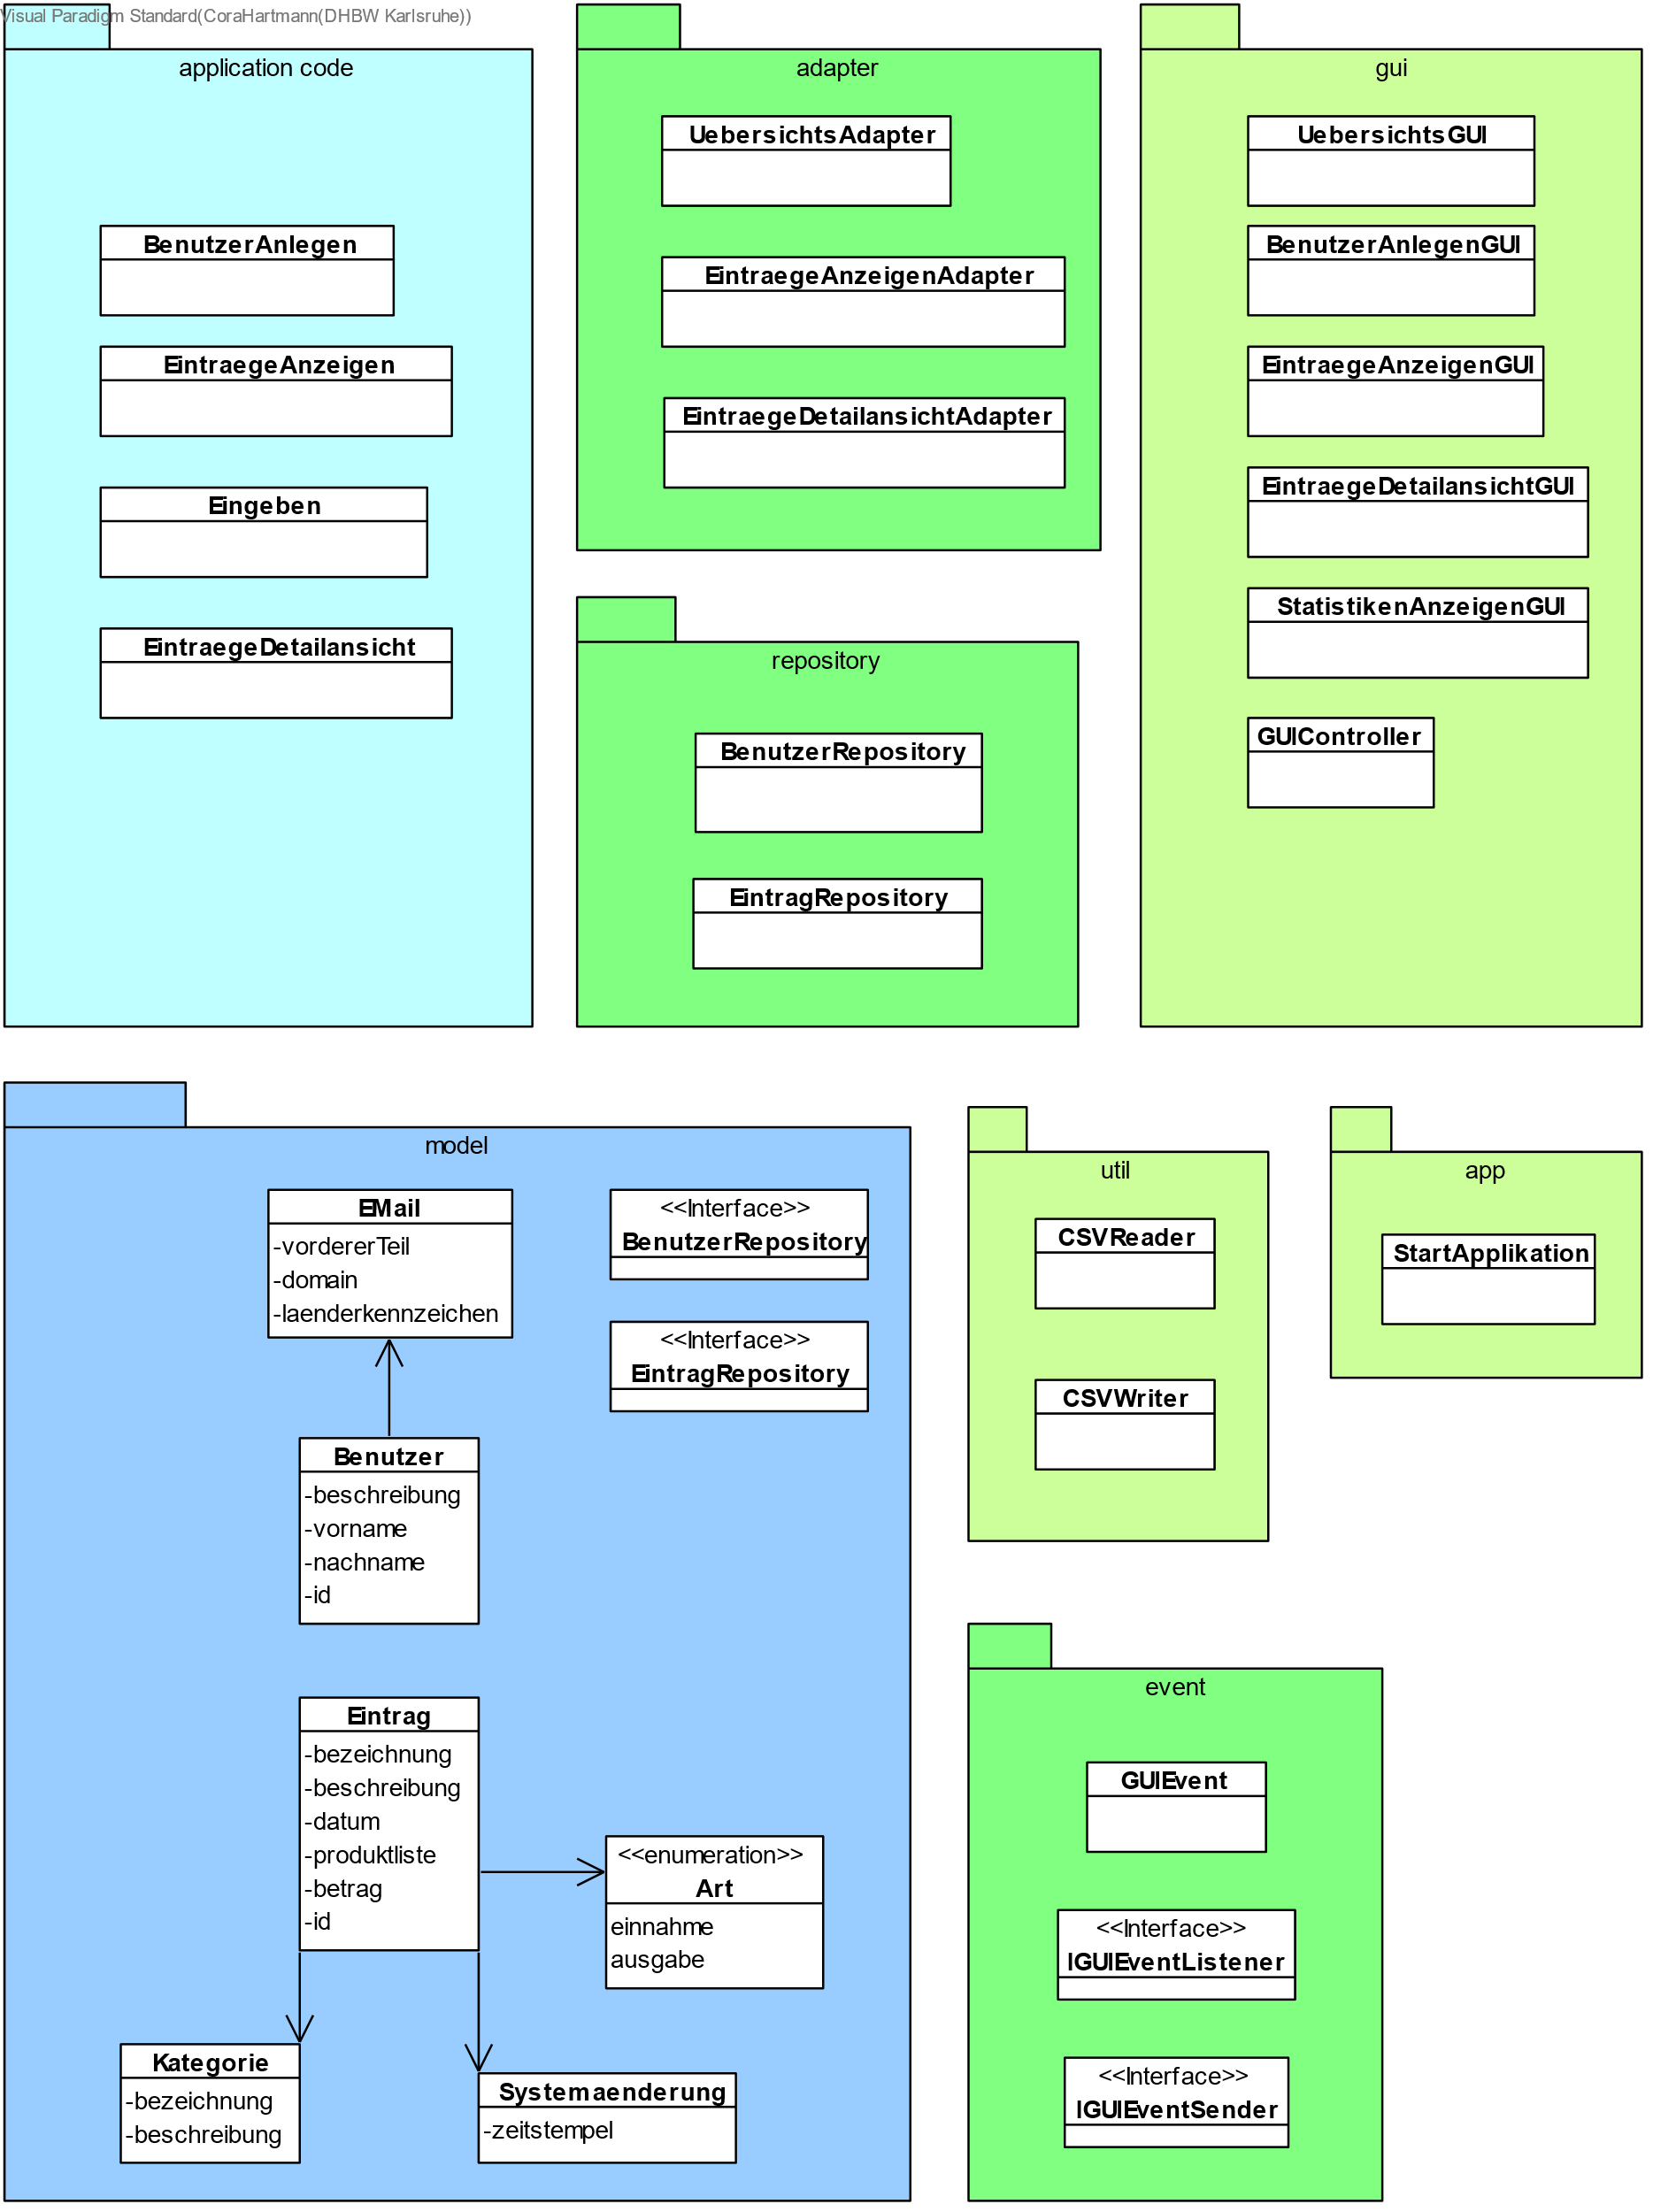 Visual Paradigm Standard(CoraHartmann(DHBW Karlsruhe))
application code
BenutzerAnlegen
EintraegeAnzeigen
Eingeben
EintraegeDetailansicht
adapter
UebersichtsAdapter
EintraegeAnzeigenAdapter
EintraegeDetailansichtAdapter
repository
BenutzerRepository
EintragRepository
gui
UebersichtsGUI
BenutzerAnlegenGUI
EintraegeAnzeigenGUI
EintraegeDetailansichtGUI
StatistikenAnzeigenGUI
GUIController
model
EMail
-vordererTeil
-domain
-laenderkennzeichen
<<Interface>>
BenutzerRepository
<<Interface>>
EintragRepository
Benutzer
-beschreibung
-vorname
-nachname
-id
Eintrag
-bezeichnung
-beschreibung
-datum
-produktliste
-betrag
-id
<<enumeration>>
Art
einnahme
ausgabe
Kategorie
-bezeichnung
-beschreibung
Systemaenderung
-zeitstempel
util
CSVReader
CSVWriter
app
StartApplikation
event
GUIEvent
<<Interface>>
IGUIEventListener
<<Interface>>
IGUIEventSender